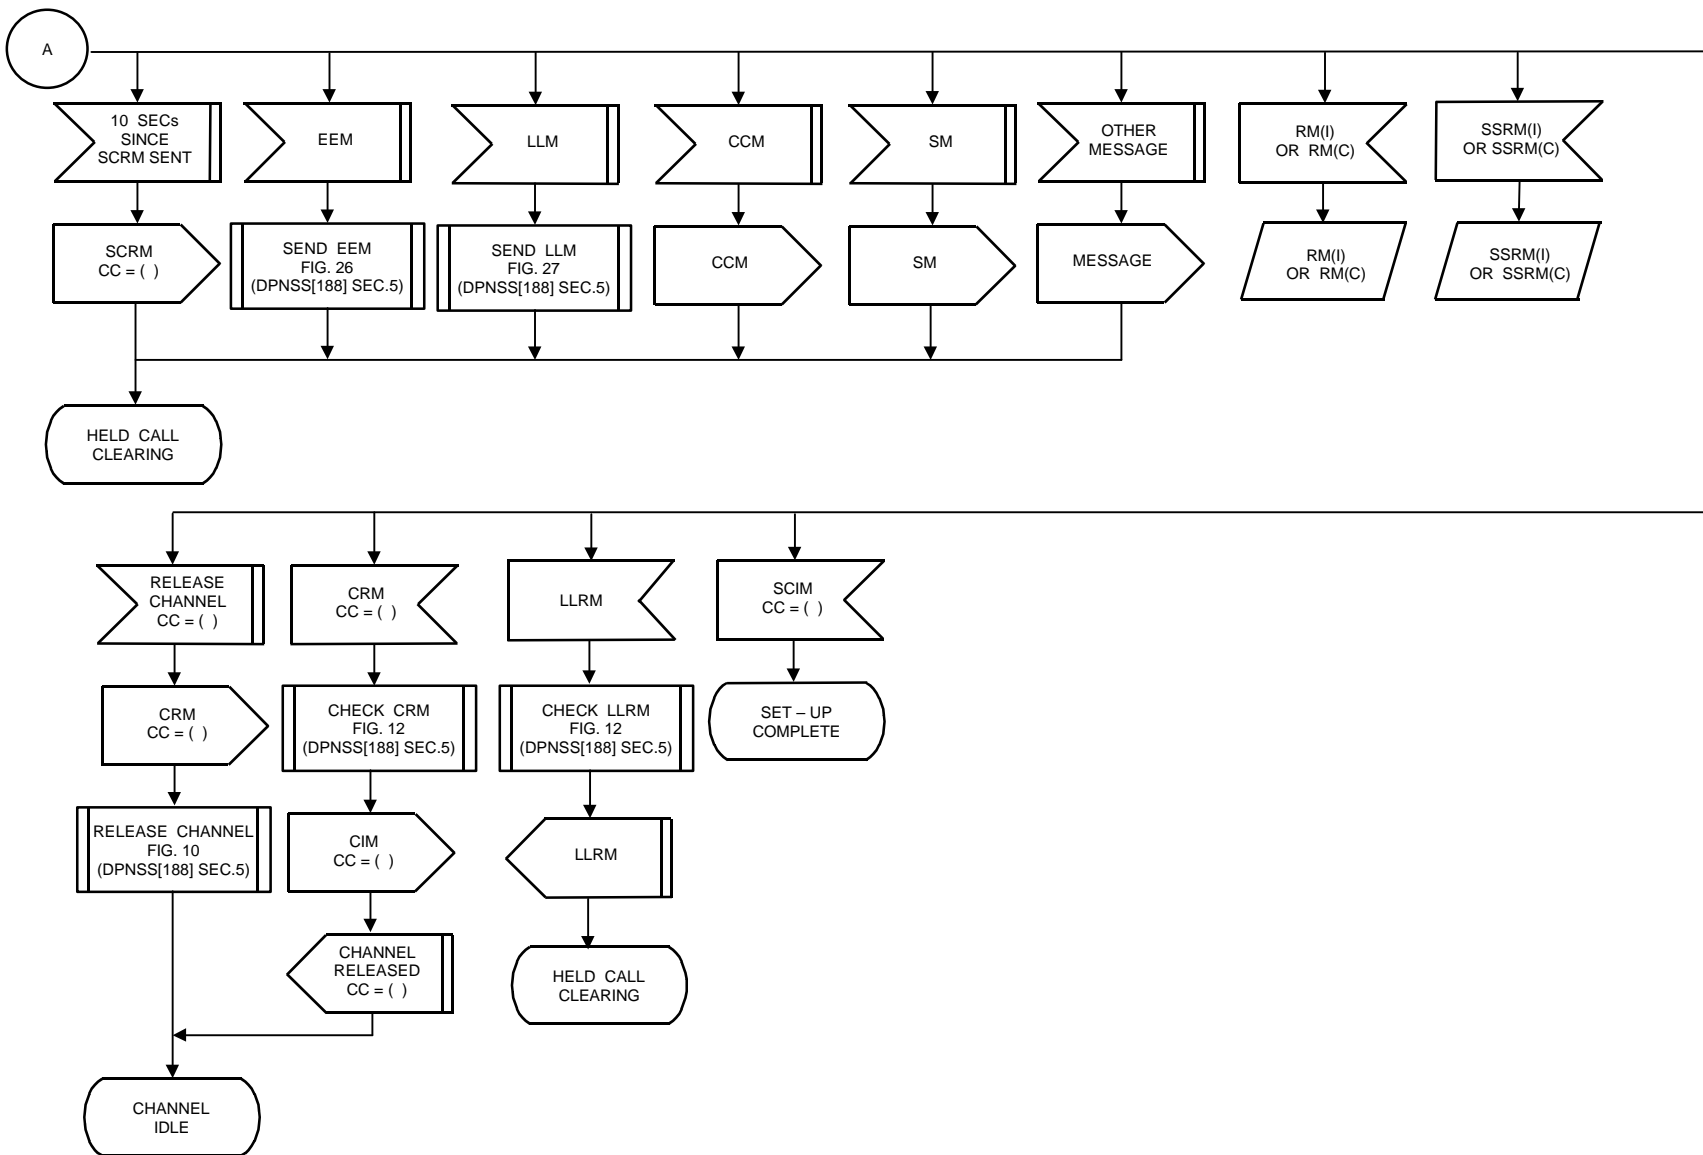 A
10 SECs
SINCE
SCRM SENT
EEM
LLM
CCM
SM
OTHER
MESSAGE
RM(I)
OR RM(C)
SSRM(I)
OR SSRM(C)
SCRM
CC = ( )
SEND EEM
FIG. 26
(DPNSS[188] SEC.5)
SEND LLM
FIG. 27
(DPNSS[188] SEC.5)
CCM
SM
MESSAGE
RM(I)
OR RM(C)
SSRM(I)
OR SSRM(C)
HELD CALL
CLEARING
RELEASE
CHANNEL
CC = ( )
CRM
CC = ( )
LLRM
SCIM
CC = ( )
CRM
CC = ( )
CHECK CRM
FIG. 12
(DPNSS[188] SEC.5)
CHECK LLRM
FIG. 12
(DPNSS[188] SEC.5)
SET – UP
COMPLETE
RELEASE CHANNEL
FIG. 10
(DPNSS[188] SEC.5)
CIM
CC = ( )
LLRM
CHANNEL
RELEASED
CC = ( )
HELD CALL
CLEARING
CHANNEL
IDLE